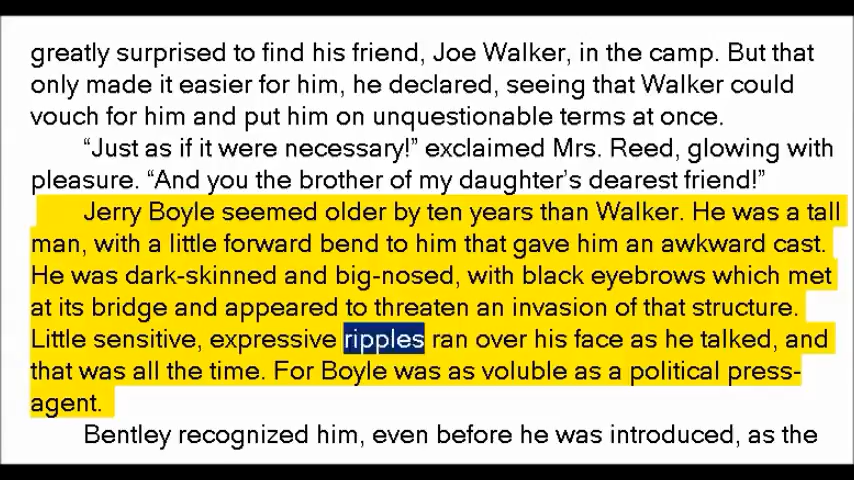 greatly surprised to find his friend, Joe Walker, in the camp. But that
only made it easier for him, he declared, seeing that Walker could
vouch for him and put him on unquestionable terms at once.
“Just as if it were necessary!” exclaimed Mrs. Reed, glowing with
pleasure. “And you the brother of my daughter’s dearest friend!”
Jerry Boyle seemed older by ten years than Walker. He was a tall
man, with a little forward bend to him that gave him an awkward cast.
He was dark-skinned and big-nosed, with black eyebrows which met
at its bridge and appeared to threaten an invasion of that structure.
Little sensitive, expressive ripples ran over his face as he talked, and
that was all the time. For Boyle was as voluble as a political press-
agent.
Bentley recognized him, even before he was introduced, as the